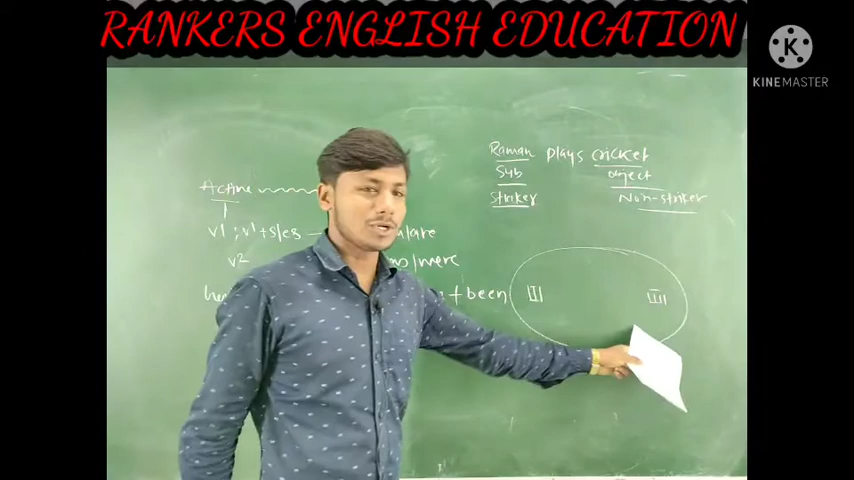 RANKERS ENGLISH EDUCATION
K
KINEMASTER
Raman plays cricket
Sub object
Striker Non-striker
Active
v1; v1+s/es
/are
v2 /were
+ been